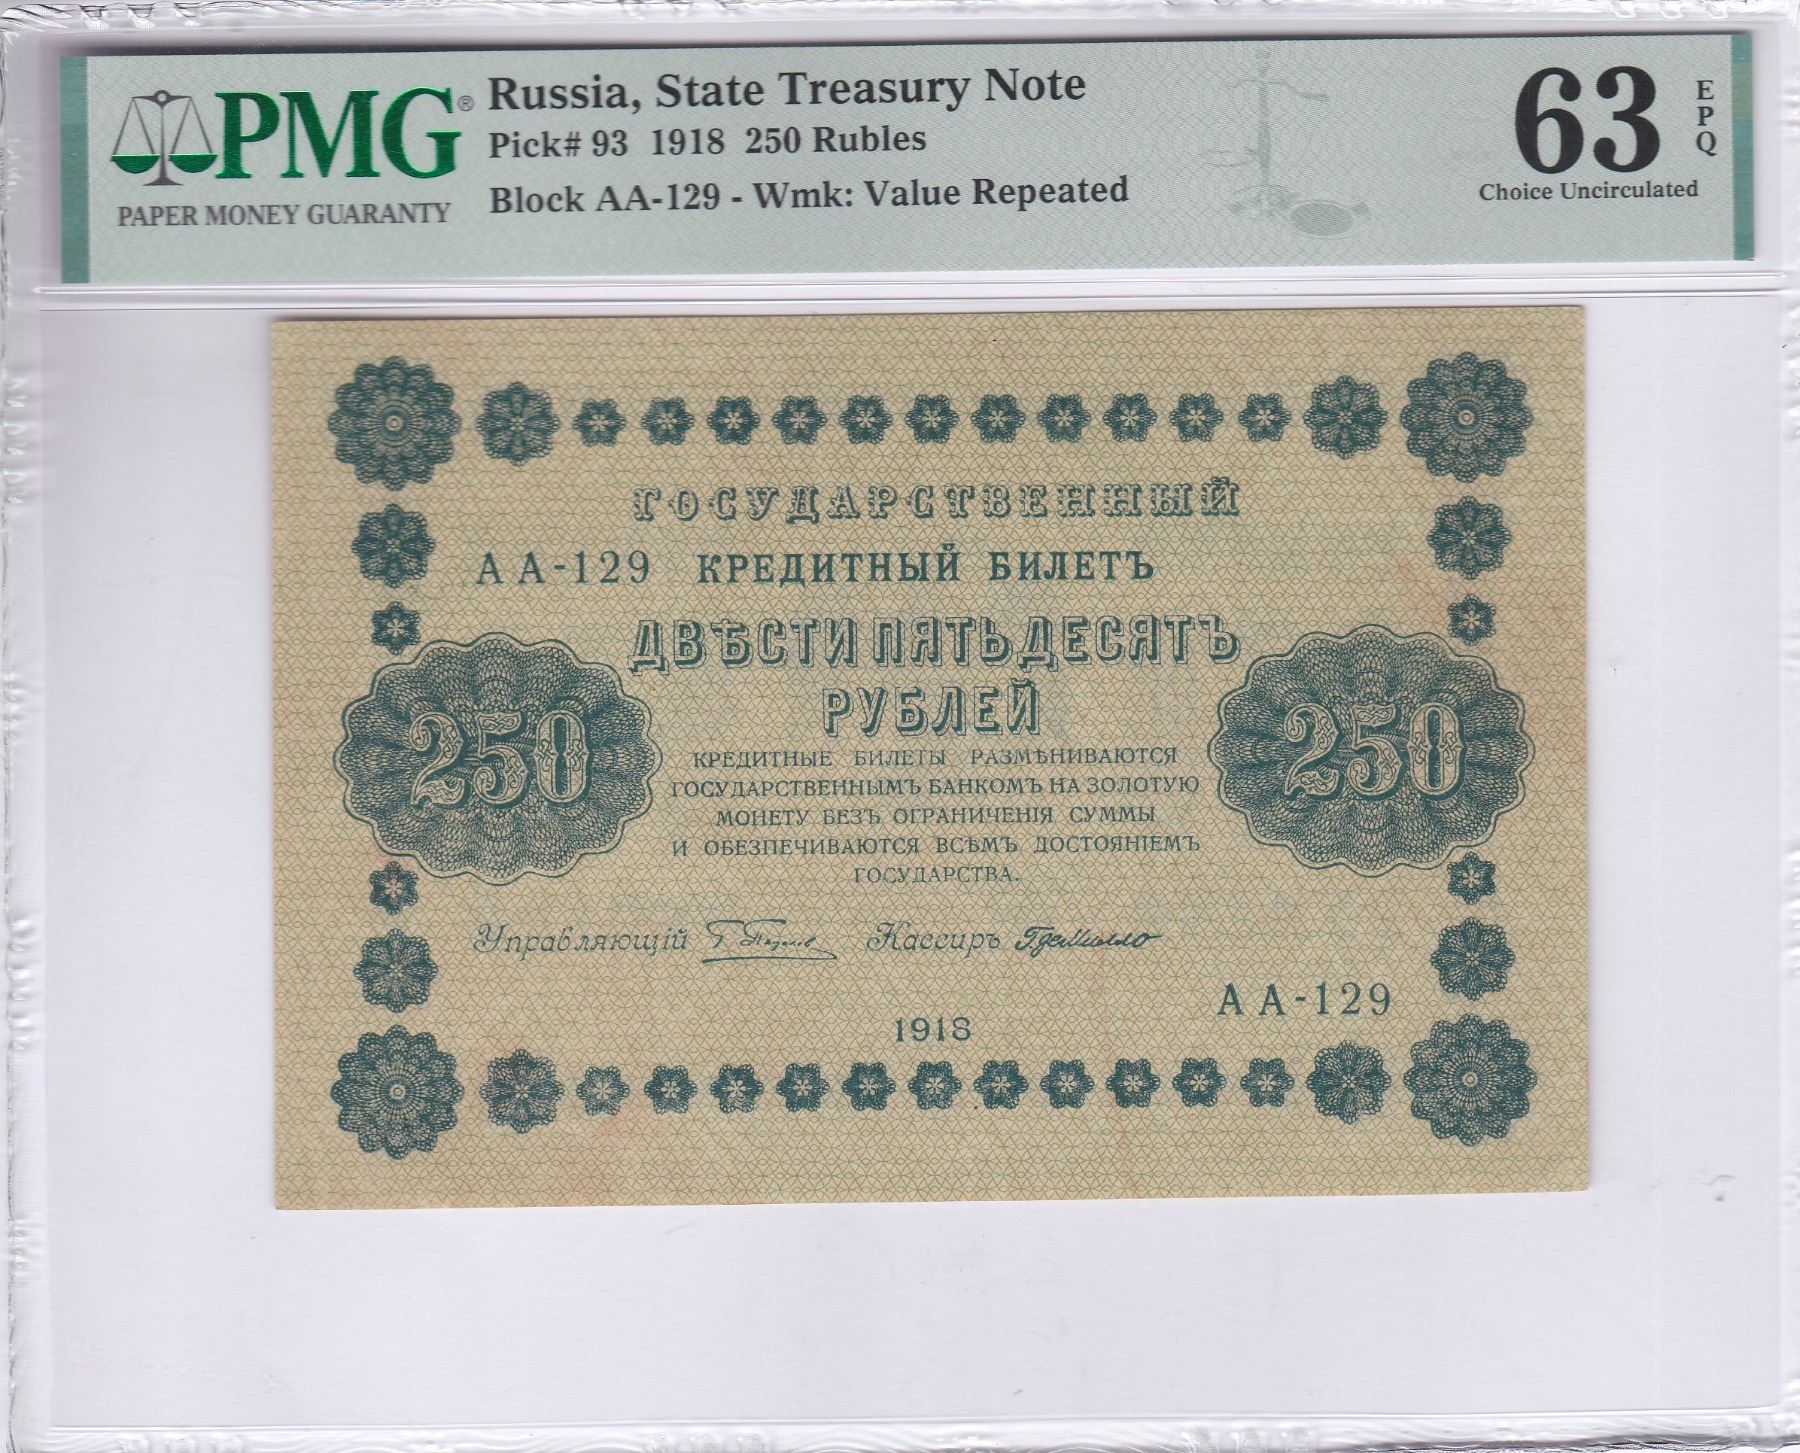 PMG®
PAPER MONEY GUARANTY
Russia, State Treasury Note
Pick# 93 1918 250 Rubles
Block AA-129 - Wmk: Value Repeated
63 EPQ
Choice Uncirculated
ГОСУДАРСТВЕННЫЙ
АА-129 КРЕДИТНЫЙ БИЛЕТЪ
ДВѢСТИ ПЯТЬДЕСЯТЪ
РУБЛЕЙ
250 250
КРЕДИТНЫЕ БИЛЕТЫ РАЗМѢНИВАЮТСЯ
ГОСУДАРСТВЕННЫМЪ БАНКОМЪ НА ЗОЛОТУЮ
МОНЕТУ БЕЗЪ ОГРАНИЧЕНІЯ СУММЫ
И ОБЕЗПЕЧИВАЮТСЯ ВСѢМЪ ДОСТОЯНІЕМЪ
ГОСУДАРСТВА.
Управляющій Кассиръ
АА-129
1918